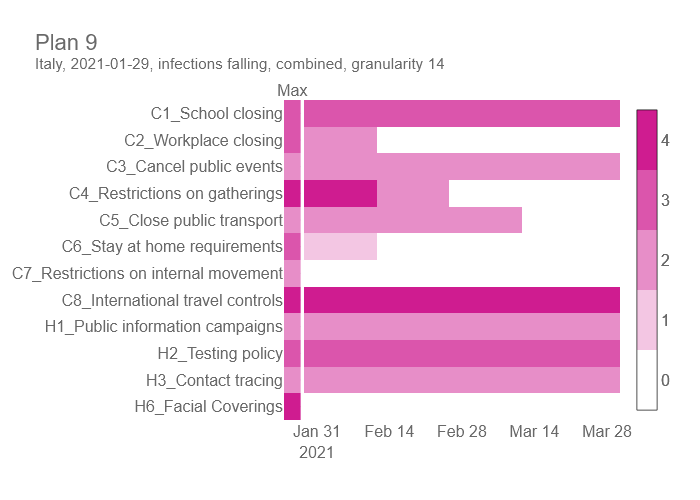 Plan 9
Italy, 2021-01-29, infections falling, combined, granularity 14
Max
C1_School closing
C2_Workplace closing
C3_Cancel public events
C4_Restrictions on gatherings
C5_Close public transport
C6_Stay at home requirements
C7_Restrictions on internal movement
C8_International travel controls
H1_Public information campaigns
H2_Testing policy
H3_Contact tracing
H6_Facial Coverings
4
3
2
1
0
Jan 31 Feb 14 Feb 28 Mar 14 Mar 28
2021